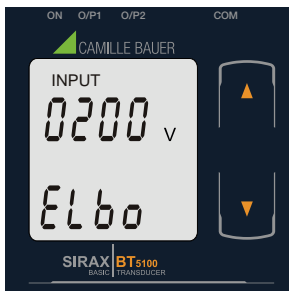 ON O/P1 O/P2 COM
CAMILLE BAUER
INPUT
0200 V
ELbo
SIRAX BT5100
BASIC TRANSDUCER